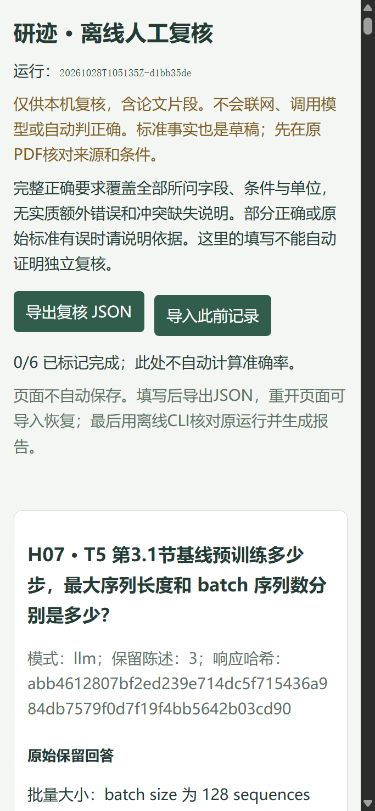 研迹 · 离线人工复核
运行：20261028T105135Z-d1bb35de
仅供本机复核，含论文片段。不会联网、调用模
型或自动判正确。标准事实也是草稿；先在原
PDF核对来源和条件。
完整正确要求覆盖全部所问字段、条件与单位，
无实质额外错误和冲突缺失说明。部分正确或原
始标准有误时请说明依据。这里的填写不能自动
证明独立复核。
导出复核 JSON
导入此前记录
0/6 已标记完成；此处不自动计算准确率。
页面不自动保存。填写后导出JSON，重开页面可
导入恢复；最后用离线CLI核对原运行并生成报
告。
H07 · T5 第3.1节基线预训练多少
步，最大序列长度和 batch 序列数分
别是多少？
模式：llm；保留陈述：3；响应哈希：
abb4612807bf2ed239e714dc5f715436a9
84db7579f0d7f19f4bb5642b03cd90
原始保留回答
批量大小：batch size 为 128 sequences